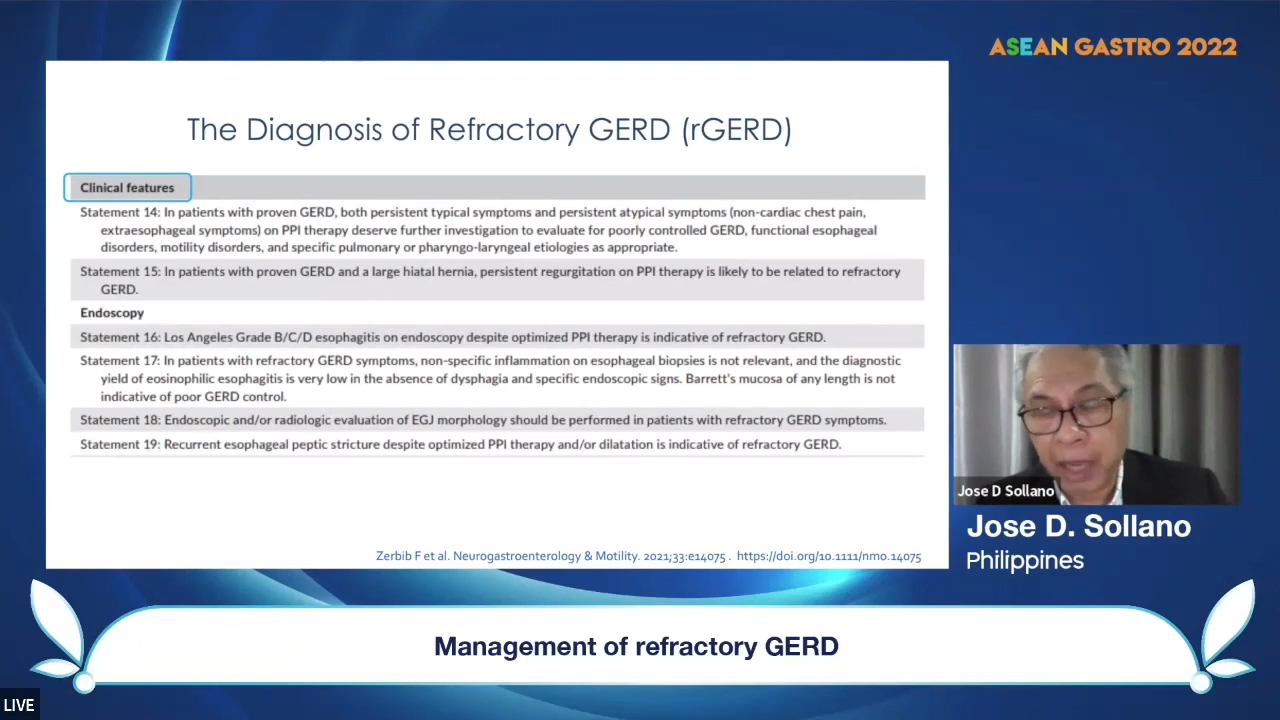 ASEAN GASTRO 2022
The Diagnosis of Refractory GERD (rGERD)
Clinical features
Statement 14: In patients with proven GERD, both persistent typical symptoms and persistent atypical symptoms (non-cardiac chest pain,
extraesophageal symptoms) on PPI therapy deserve further investigation to evaluate for poorly controlled GERD, functional esophageal
disorders, motility disorders, and specific pulmonary or pharyngo-laryngeal etiologies as appropriate.
Statement 15: In patients with proven GERD and a large hiatal hernia, persistent regurgitation on PPI therapy is likely to be related to refractory
GERD.
Endoscopy
Statement 16: Los Angeles Grade B/C/D esophagitis on endoscopy despite optimized PPI therapy is indicative of refractory GERD.
Statement 17: In patients with refractory GERD symptoms, non-specific inflammation on esophageal biopsies is not relevant, and the diagnostic
yield of eosinophilic esophagitis is very low in the absence of dysphagia and specific endoscopic signs. Barrett's mucosa of any length is not
indicative of poor GERD control.
Statement 18: Endoscopic and/or radiologic evaluation of EGJ morphology should be performed in patients with refractory GERD symptoms.
Statement 19: Recurrent esophageal peptic stricture despite optimized PPI therapy and/or dilatation is indicative of refractory GERD.
Zerbib F et al. Neurogastroenterology & Motility. 2021;33:e14075 . https://doi.org/10.1111/nmo.14075
Jose D Sollano
Jose D. Sollano
Philippines
Management of refractory GERD
LIVE